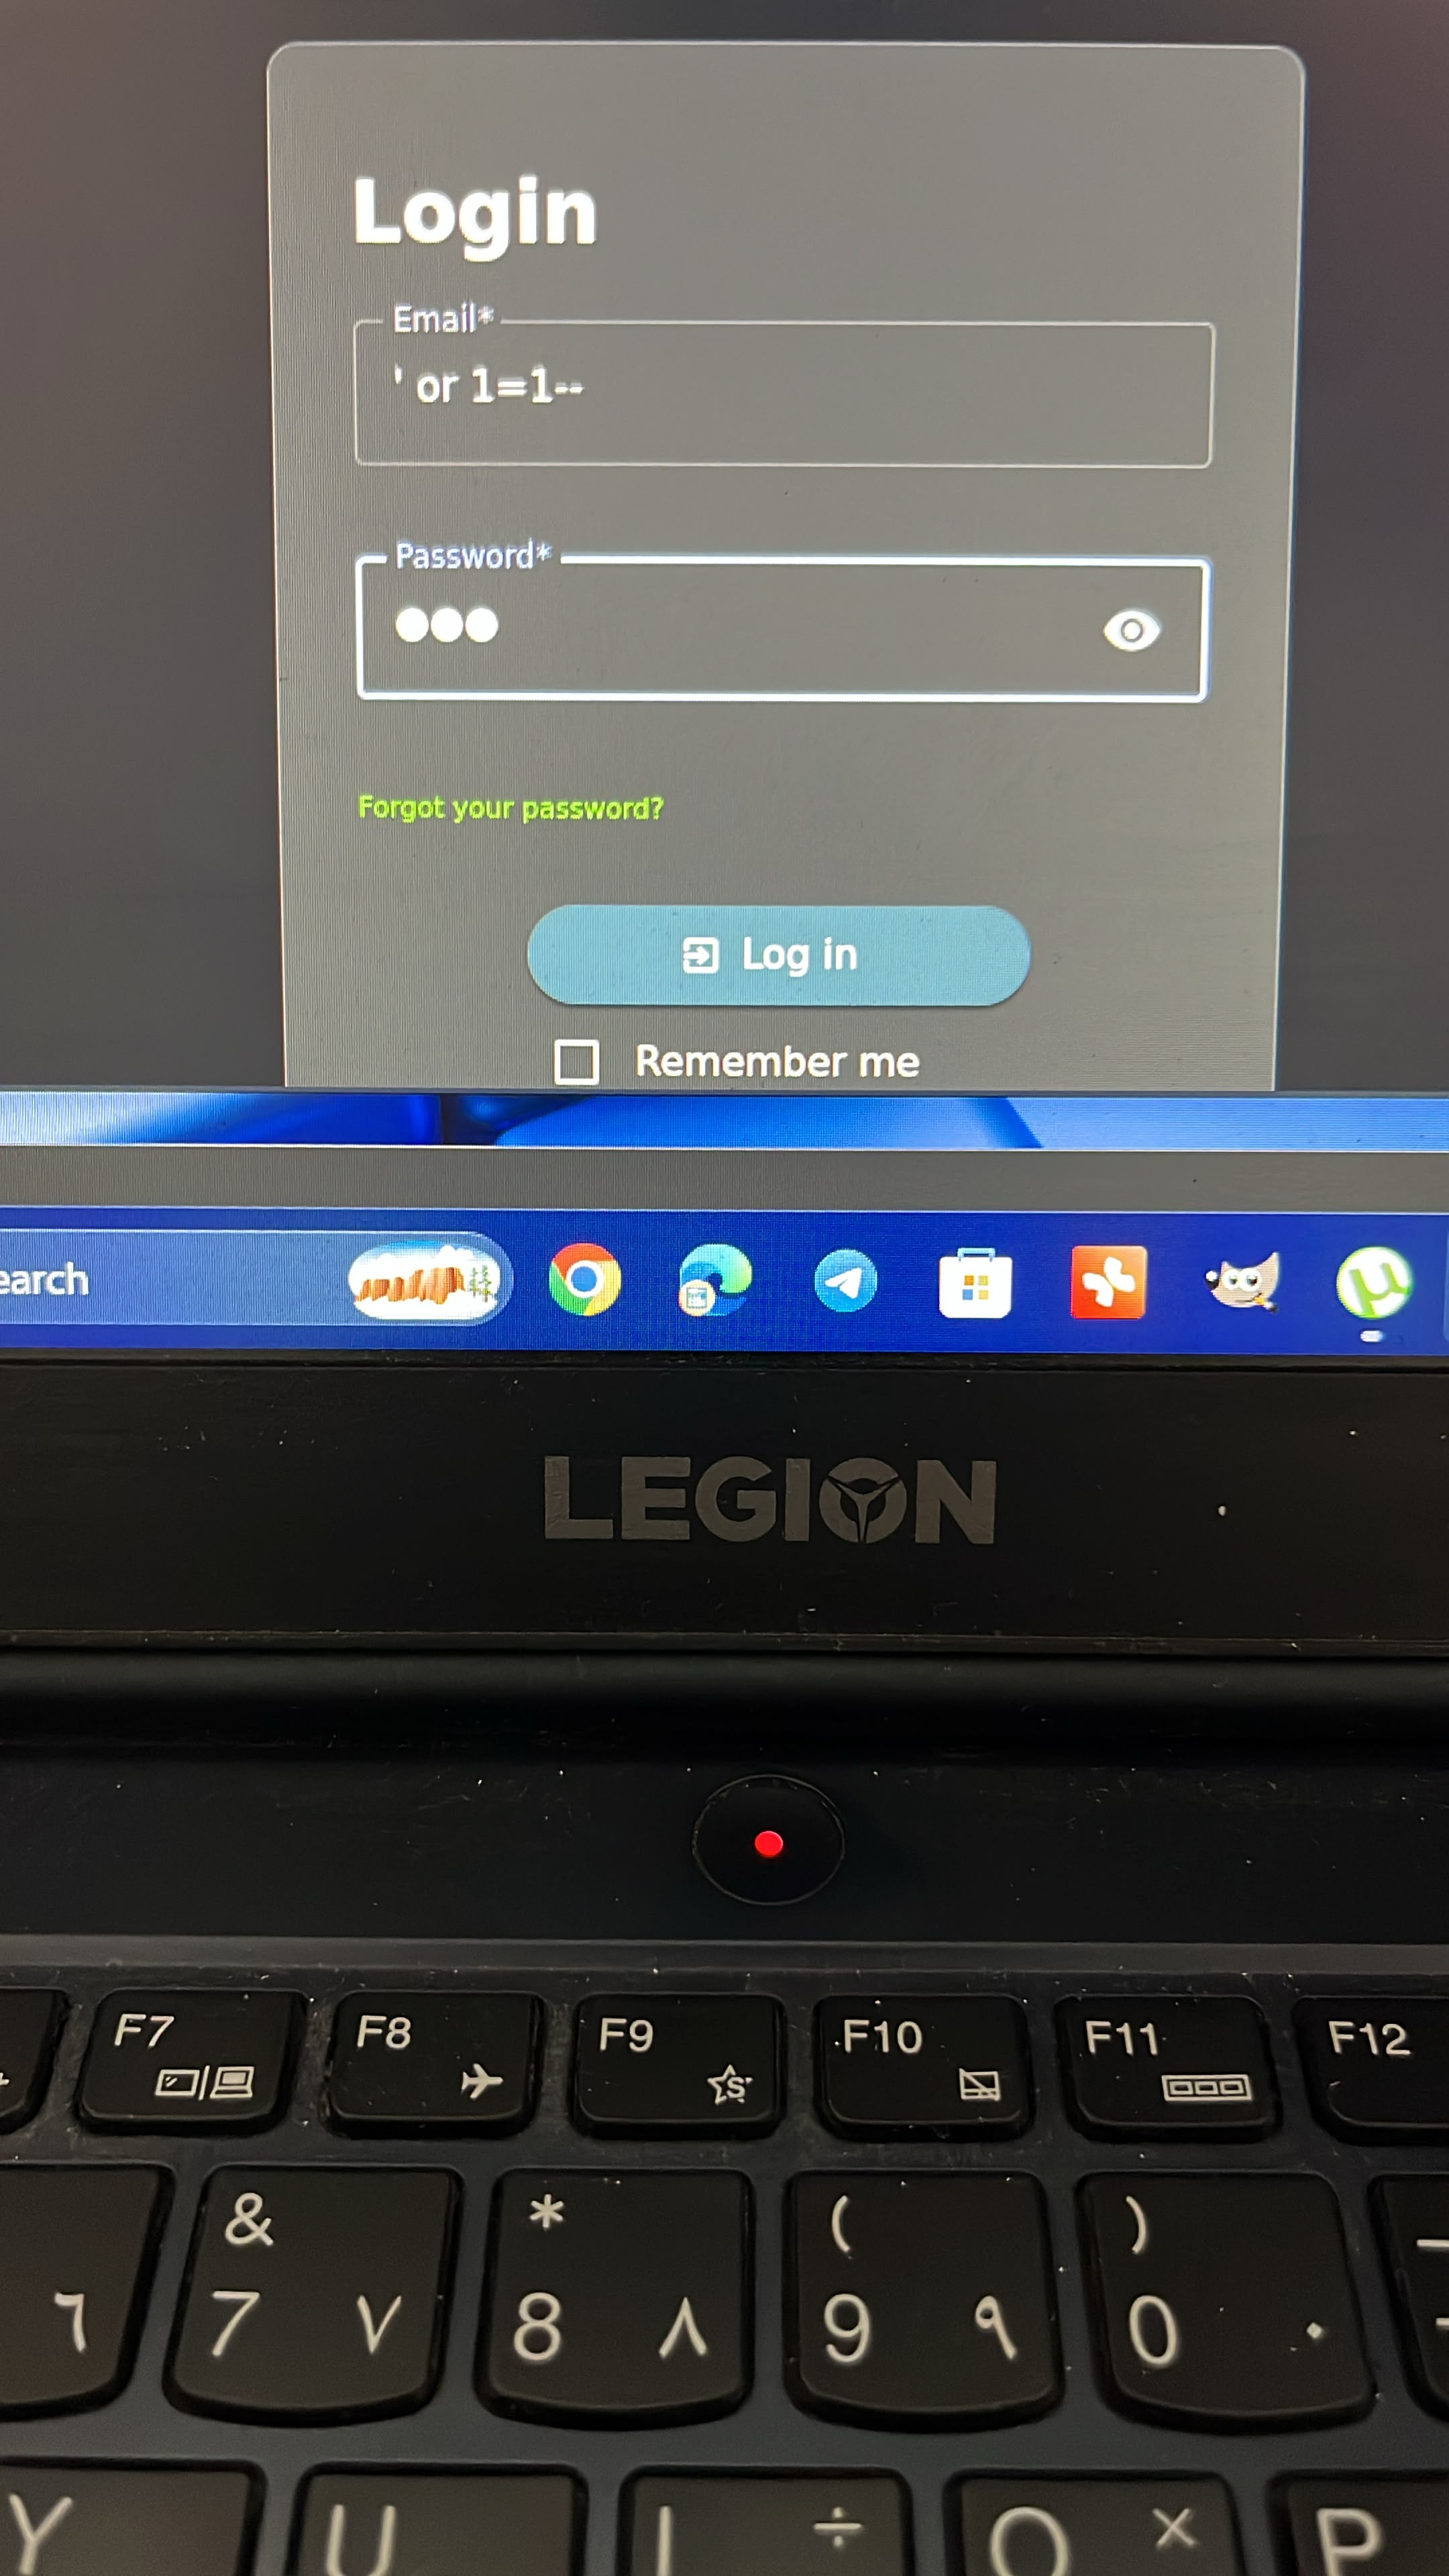 Login
Email*
' or 1=1--
Password*
Forgot your password?
Log in
Remember me
earch
LEGION
F7 F8 F9 F10 F11 F12
& * ( )
٦ 7 ٧ 8 ٨ 9 ٩ 0 ٠
Y U I ÷ O × P